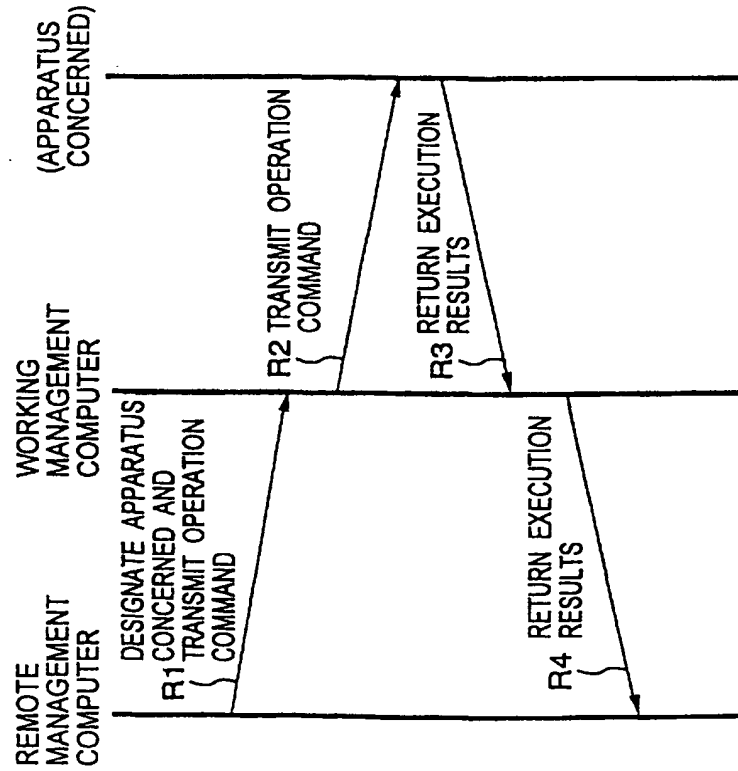 REMOTE
MANAGEMENT
COMPUTER
WORKING
MANAGEMENT
COMPUTER
(APPARATUS
CONCERNED)
DESIGNATE APPARATUS
CONCERNED AND
TRANSMIT OPERATION
COMMAND
R1
R2 TRANSMIT OPERATION
COMMAND
RETURN EXECUTION
RESULTS
R3
RETURN EXECUTION
RESULTS
R4